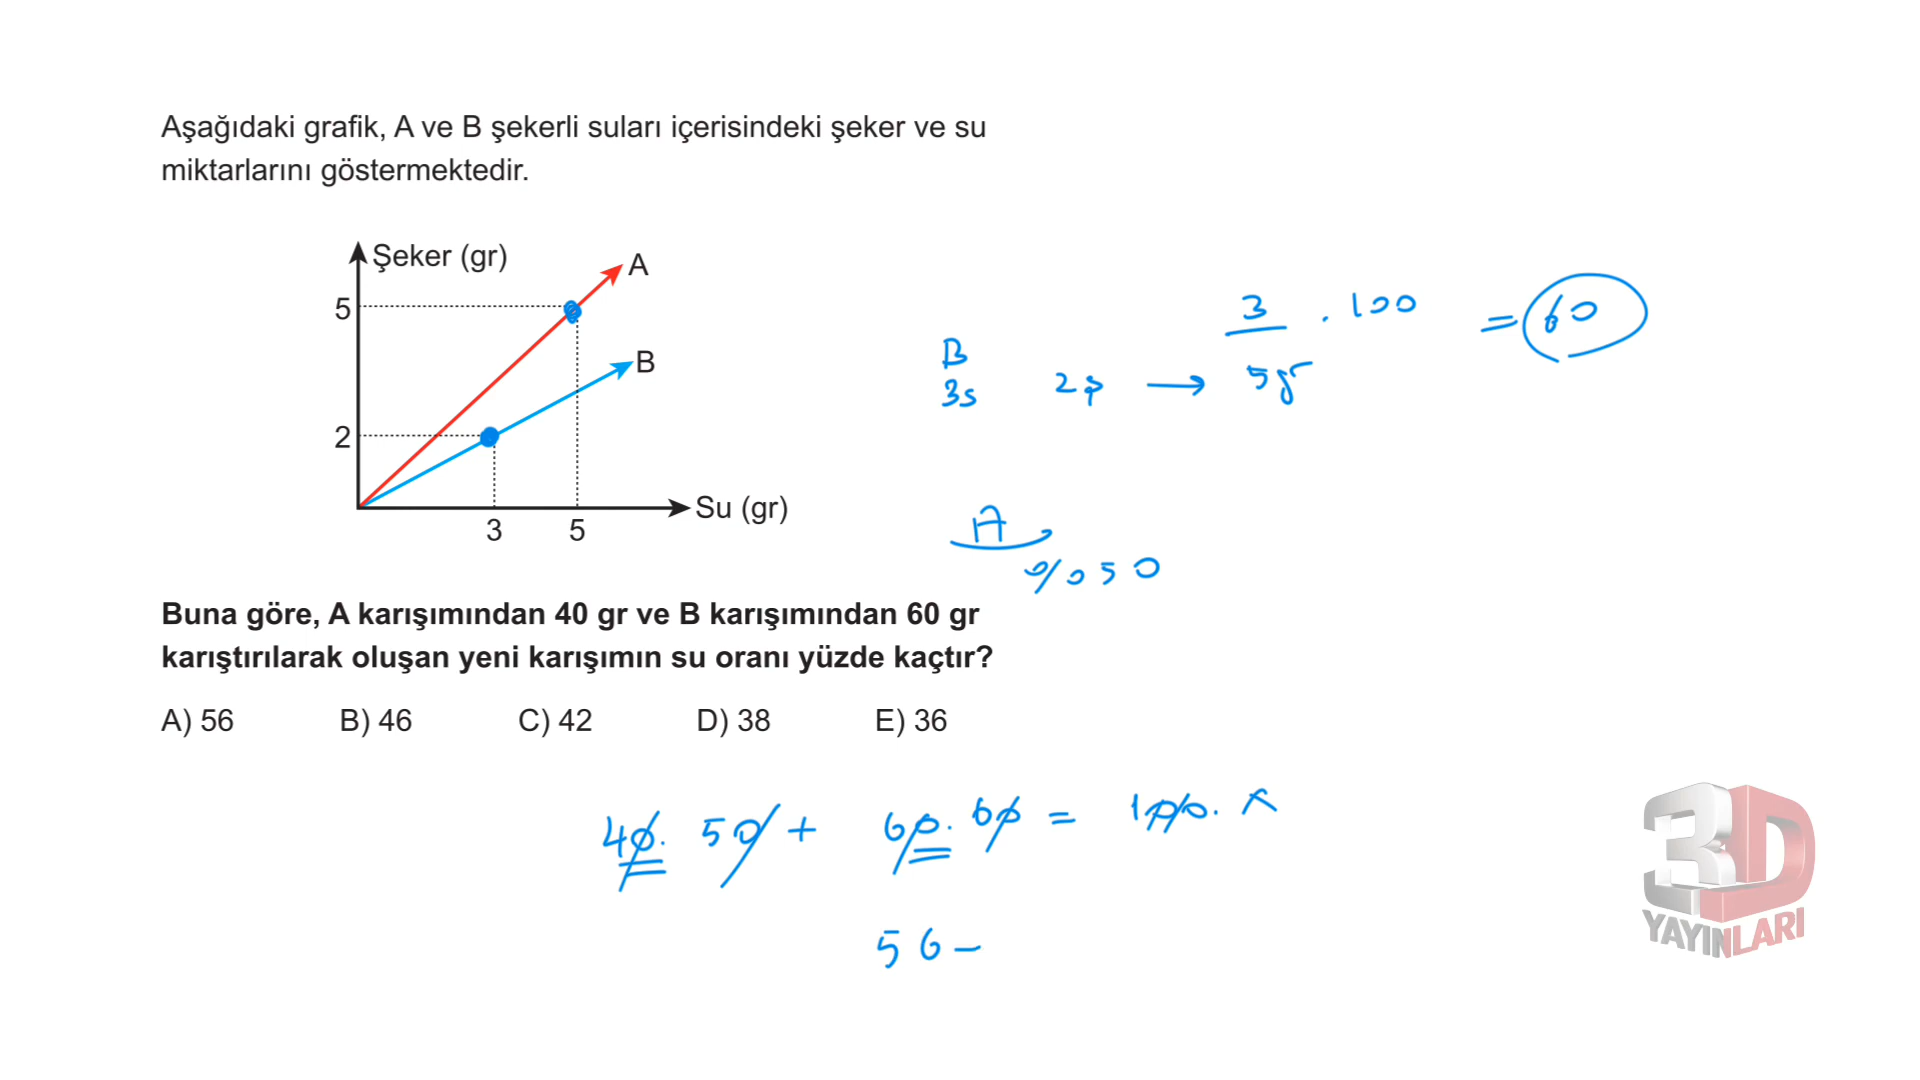 Aşağıdaki grafik, A ve B şekerli suları içerisindeki şeker ve su
miktarlarını göstermektedir.
Şeker (gr)
A
5
B
2
Su (gr)
3 5
B
3s 2ş → 3/5ş . 100 = 60
A
%50
Buna göre, A karışımından 40 gr ve B karışımından 60 gr
karıştırılarak oluşan yeni karışımın su oranı yüzde kaçtır?
A) 56 B) 46 C) 42 D) 38 E) 36
40. 50 + 60. 60 = 100. x
56 =
3D
YAYINLARI